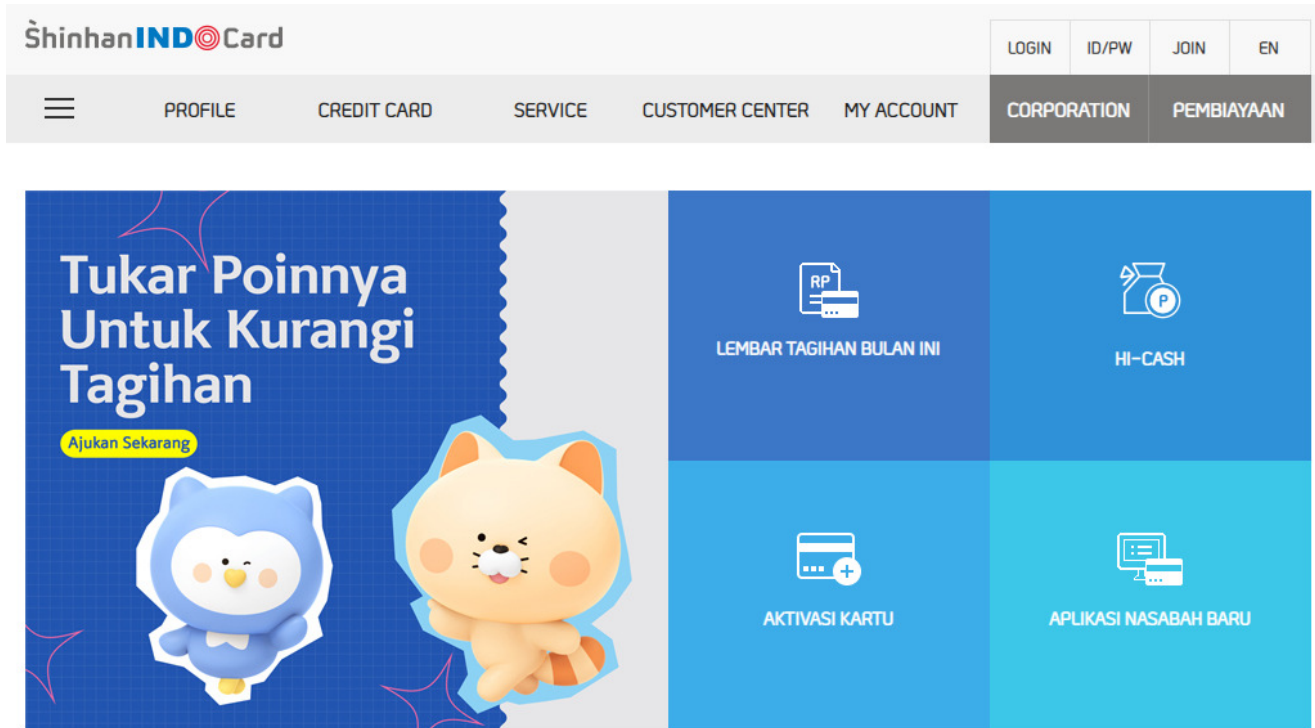 ShinhanINDOCard
LOGIN ID/PW JOIN EN
PROFILE CREDIT CARD SERVICE CUSTOMER CENTER MY ACCOUNT CORPORATION PEMBIAYAAN
Tukar Poinnya
Untuk Kurangi
Tagihan
Ajukan Sekarang
RP
LEMBAR TAGIHAN BULAN INI
P
HI-CASH
AKTIVASI KARTU
APLIKASI NASABAH BARU